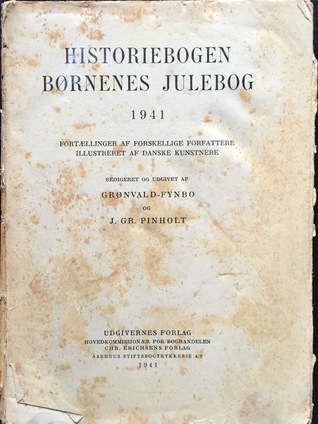 HISTORIEBOGEN
BØRNENES JULEBOG
1941
FORTÆLLINGER AF FORSKELLIGE FORFATTERE
ILLUSTRERET AF DANSKE KUNSTNERE
REDIGERET OG UDGIVET AF
GRØNVALD-FYNBO
OG
J. GR. PINHOLT
UDGIVERNES FORLAG
HOVEDKOMMISSIONÆR FOR BOGHANDELEN
CHR. ERICHSENS FORLAG
AARHUUS STIFTSBOGTRYKKERIE A/S
1941